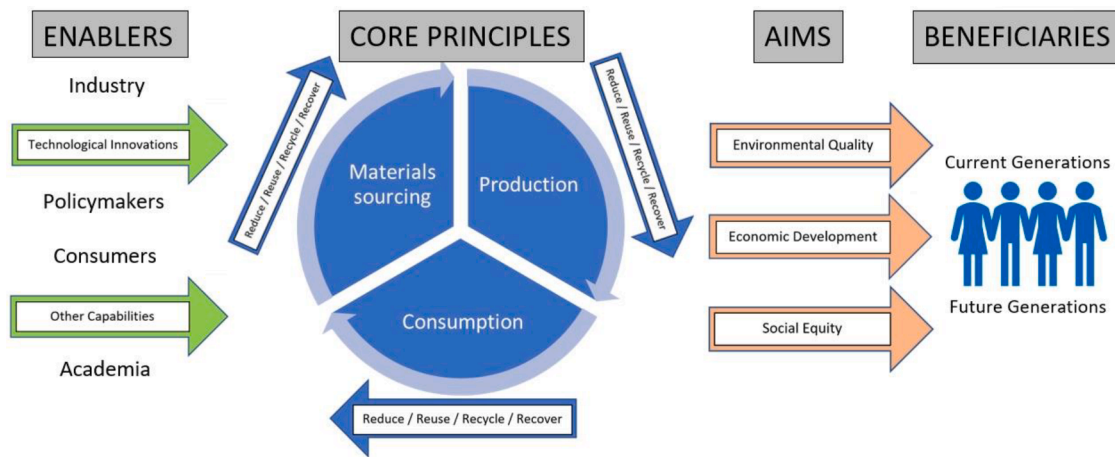 ENABLERS
Industry
Technological Innovations
Policymakers
Consumers
Other Capabilities
Academia
CORE PRINCIPLES
Reduce / Reuse / Recycle / Recover
Materials
sourcing
Production
Reduce / Reuse / Recycle / Recover
Consumption
Reduce / Reuse / Recycle / Recover
AIMS
Environmental Quality
Economic Development
Social Equity
BENEFICIARIES
Current Generations
Future Generations